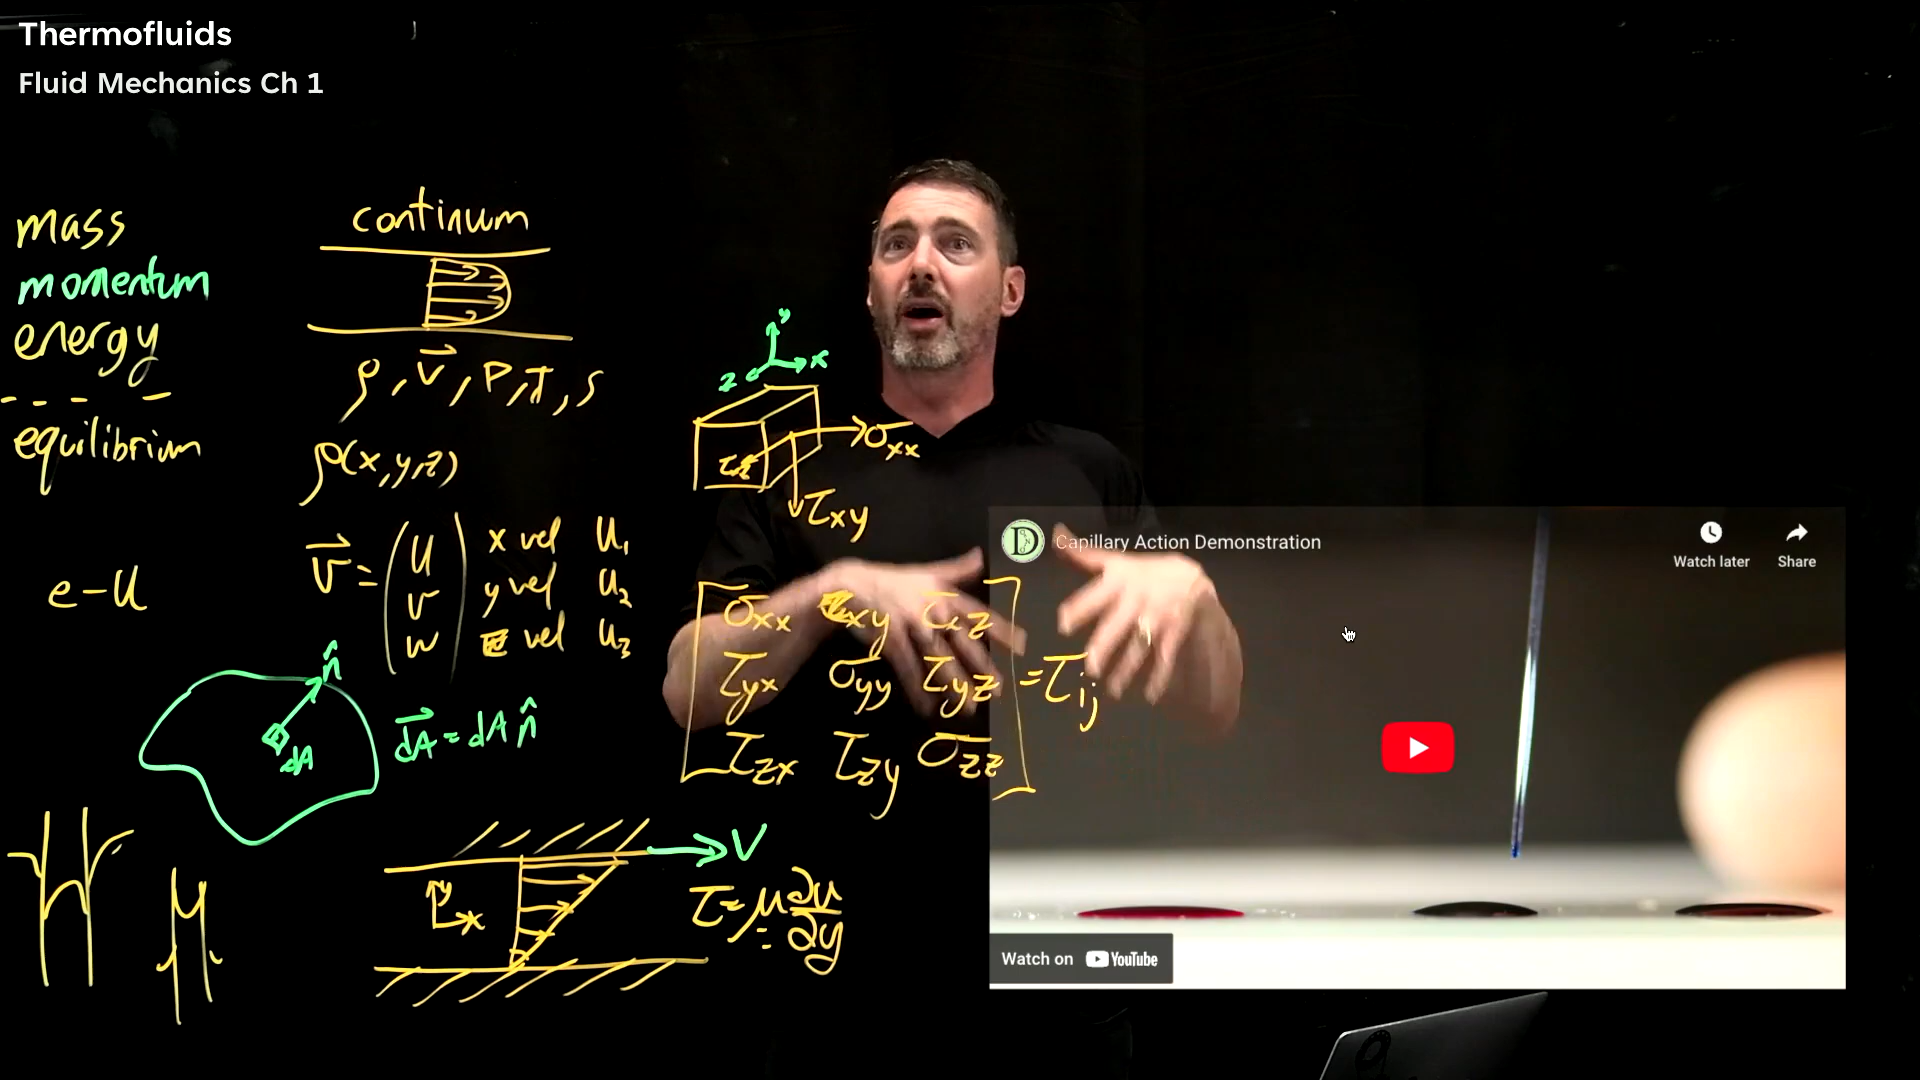 Thermofluids
Fluid Mechanics Ch 1
mass
momentum
energy
equilibrium
e-u
continuum
ρ, V⃗, P, T, s
ρ(x,y,z)
V⃗ = (u v w)
x vel u₁
y vel u₂
z vel u₃
n̂
dA
dA⃗ = dA n̂
y
x
z
σxx
τxz
τxy
σxx τxy τxz
τyx σyy τyz = τij
τzx τzy σzz
V
y
x
τ = μ ∂u/∂y
Capillary Action Demonstration
Watch later
Share
Watch on YouTube